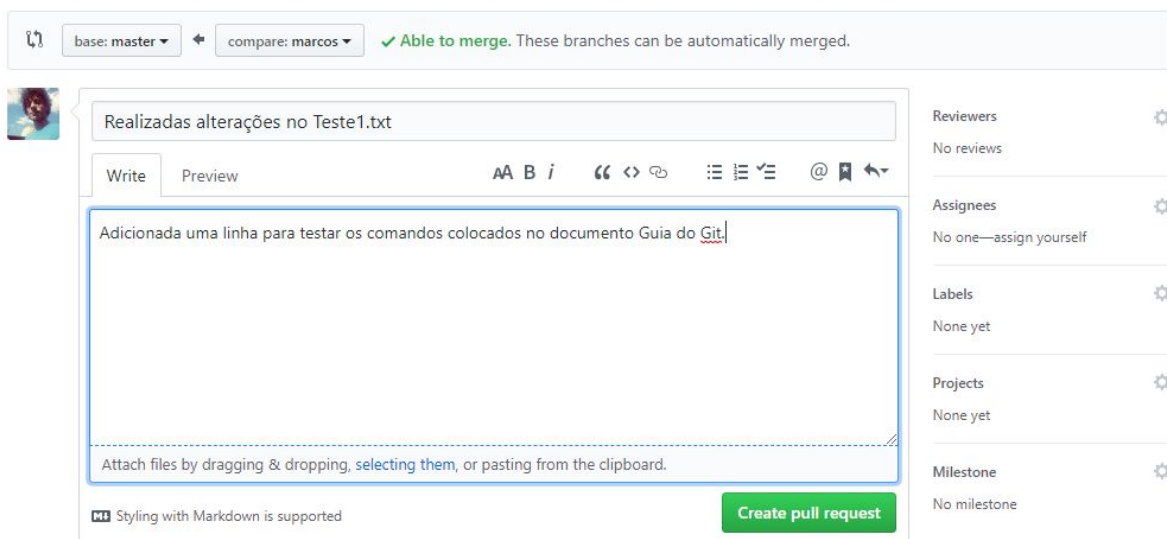 base: master compare: marcos Able to merge. These branches can be automatically merged.
Realizadas alterações no Teste1.txt
Write Preview AA B i @
Adicionada uma linha para testar os comandos colocados no documento Guia do Git.
Attach files by dragging & dropping, selecting them, or pasting from the clipboard.
Styling with Markdown is supported
Create pull request
Reviewers
No reviews
Assignees
No one—assign yourself
Labels
None yet
Projects
None yet
Milestone
No milestone